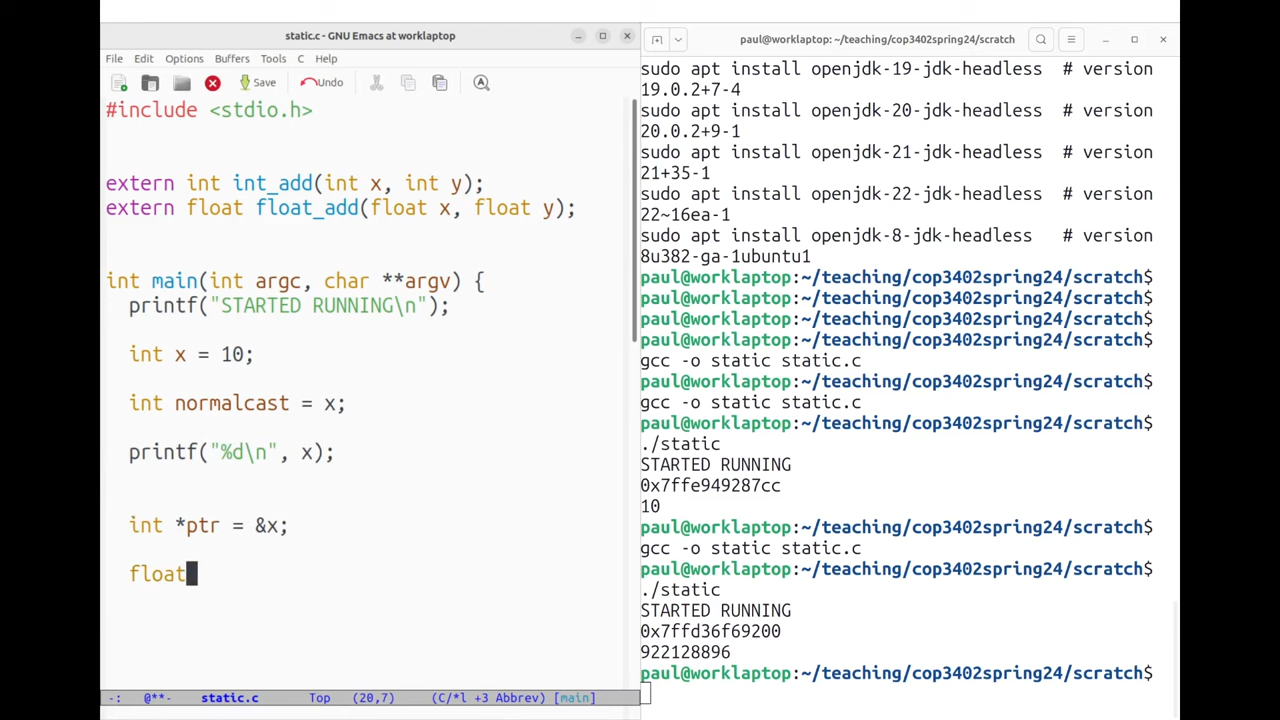 static.c - GNU Emacs at worklaptop
File Edit Options Buffers Tools C Help
Save Undo
#include <stdio.h>
extern int int_add(int x, int y);
extern float float_add(float x, float y);
int main(int argc, char **argv) {
printf("STARTED RUNNING\n");
int x = 10;
int normalcast = x;
printf("%d\n", x);
int *ptr = &x;
float
-: @**- static.c Top (20,7) (C/*l +3 Abbrev) [main]
paul@worklaptop: ~/teaching/cop3402spring24/scratch
sudo apt install openjdk-19-jdk-headless # version
19.0.2+7-4
sudo apt install openjdk-20-jdk-headless # version
20.0.2+9-1
sudo apt install openjdk-21-jdk-headless # version
21+35-1
sudo apt install openjdk-22-jdk-headless # version
22~16ea-1
sudo apt install openjdk-8-jdk-headless # version
8u382-ga-1ubuntu1
paul@worklaptop:~/teaching/cop3402spring24/scratch$
paul@worklaptop:~/teaching/cop3402spring24/scratch$
paul@worklaptop:~/teaching/cop3402spring24/scratch$
paul@worklaptop:~/teaching/cop3402spring24/scratch$
gcc -o static static.c
paul@worklaptop:~/teaching/cop3402spring24/scratch$
gcc -o static static.c
paul@worklaptop:~/teaching/cop3402spring24/scratch$
./static
STARTED RUNNING
0x7ffe949287cc
10
paul@worklaptop:~/teaching/cop3402spring24/scratch$
gcc -o static static.c
paul@worklaptop:~/teaching/cop3402spring24/scratch$
./static
STARTED RUNNING
0x7ffd36f69200
922128896
paul@worklaptop:~/teaching/cop3402spring24/scratch$